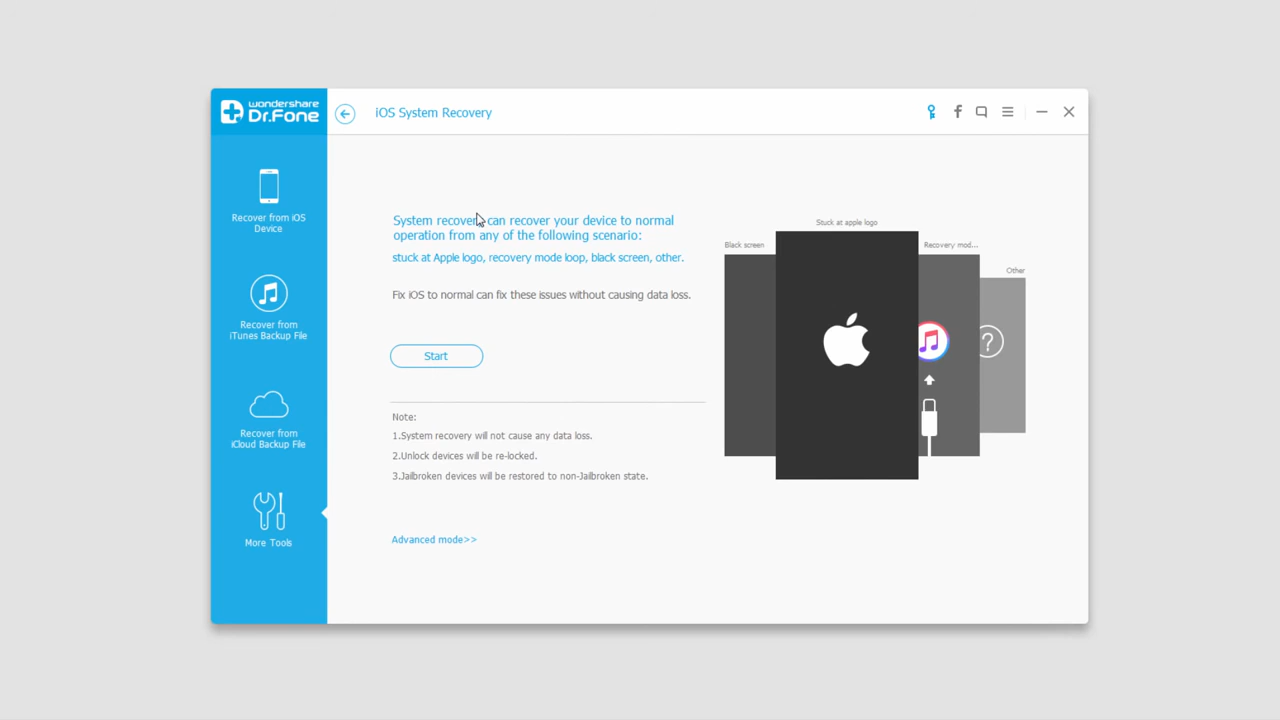 wondershare
Dr.Fone
iOS System Recovery
Recover from iOS
Device
Recover from
iTunes Backup File
Recover from
iCloud Backup File
More Tools
System recovery can recover your device to normal
operation from any of the following scenario:
stuck at Apple logo, recovery mode loop, black screen, other.
Fix iOS to normal can fix these issues without causing data loss.
Start
Note:
1.System recovery will not cause any data loss.
2.Unlock devices will be re-locked.
3.Jailbroken devices will be restored to non-Jailbroken state.
Advanced mode>>
Black screen
Stuck at apple logo
Recovery mod...
Other
?